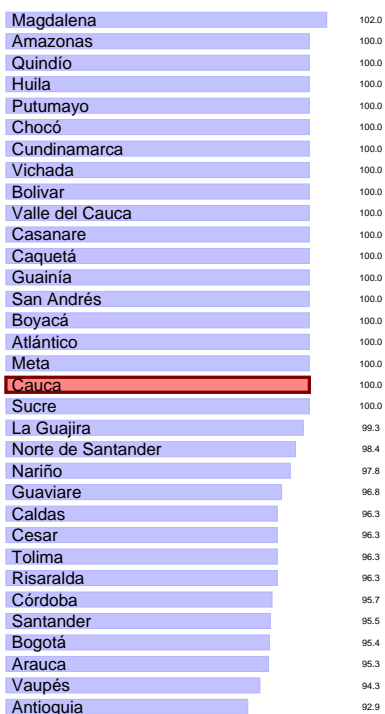 Magdalena 102.0
Amazonas 100.0
Quindío 100.0
Huila 100.0
Putumayo 100.0
Chocó 100.0
Cundinamarca 100.0
Vichada 100.0
Bolivar 100.0
Valle del Cauca 100.0
Casanare 100.0
Caquetá 100.0
Guainía 100.0
San Andrés 100.0
Boyacá 100.0
Atlántico 100.0
Meta 100.0
Cauca 100.0
Sucre 100.0
La Guajira 99.3
Norte de Santander 98.4
Nariño 97.8
Guaviare 96.8
Caldas 96.3
Cesar 96.3
Tolima 96.3
Risaralda 96.3
Córdoba 95.7
Santander 95.5
Bogotá 95.4
Arauca 95.3
Vaupés 94.3
Antioquia 92.9